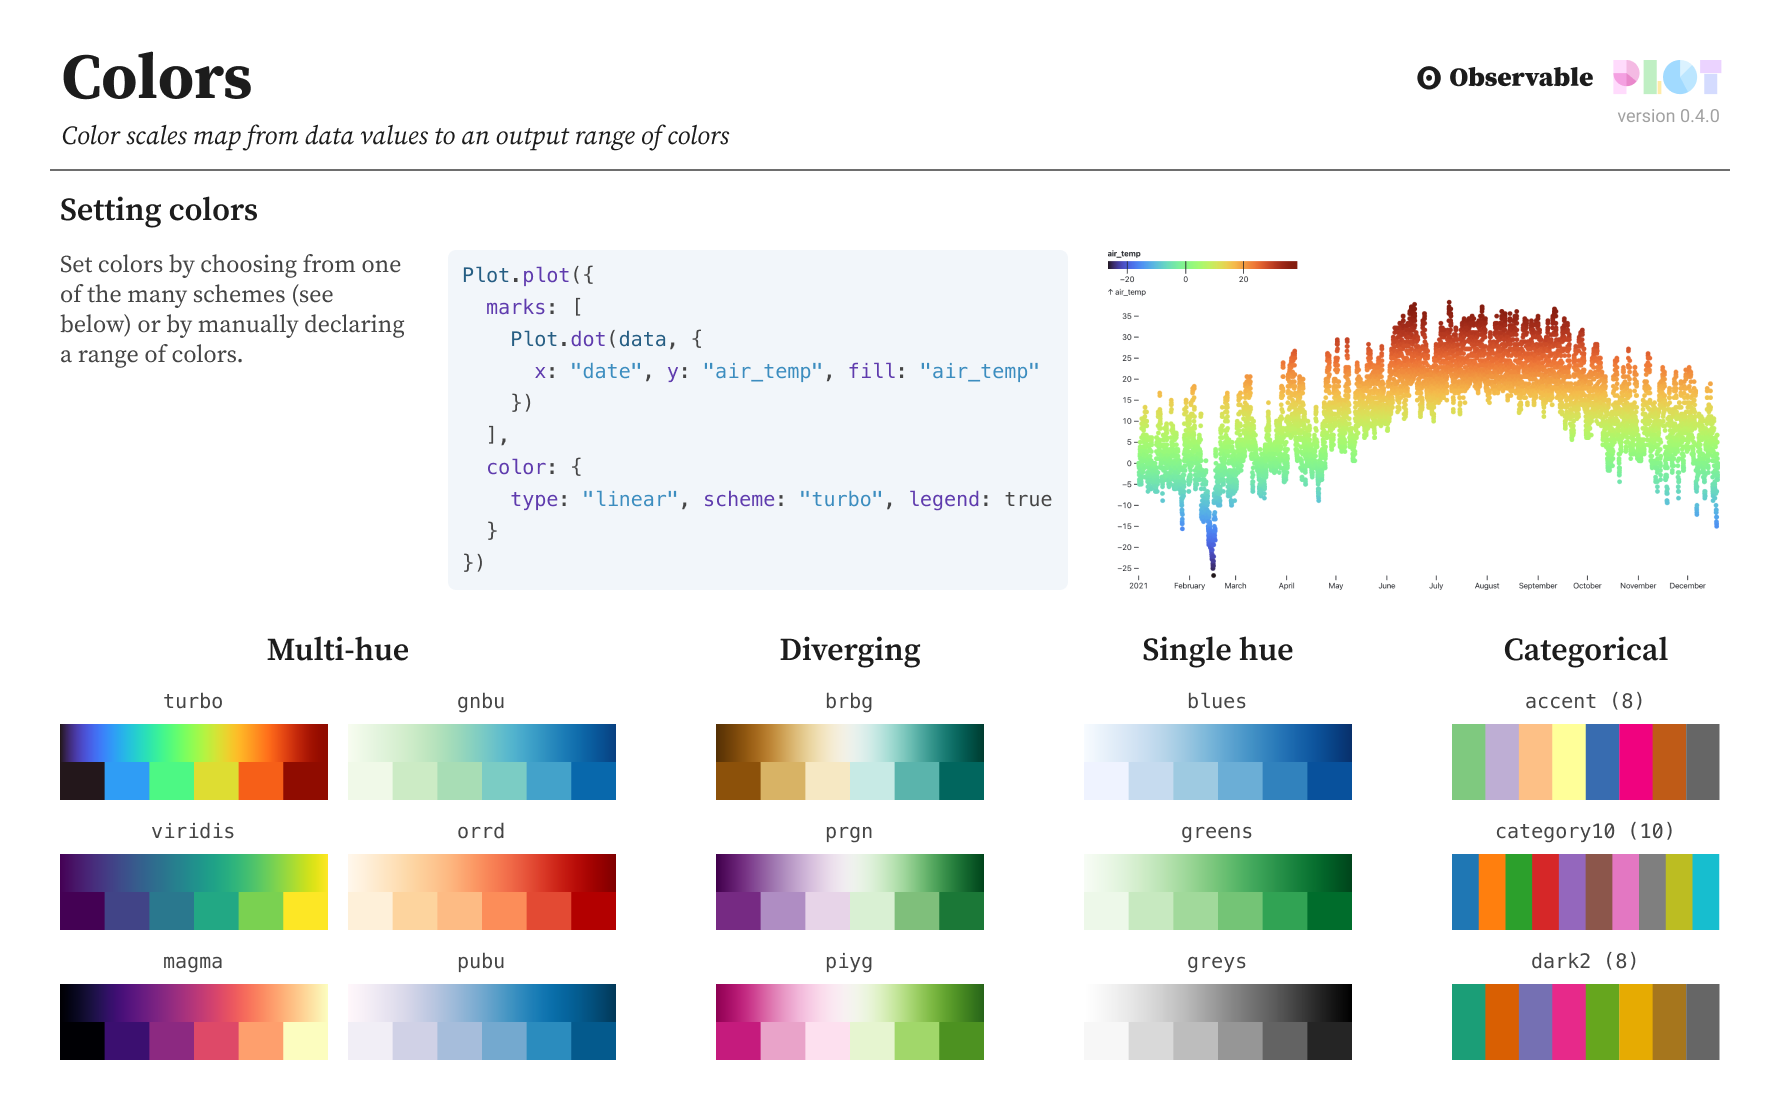 Colors
Color scales map from data values to an output range of colors
Observable PLOT
version 0.4.0
Setting colors
Set colors by choosing from one
of the many schemes (see
below) or by manually declaring
a range of colors.
Plot.plot({
  marks: [
    Plot.dot(data, {
      x: "date", y: "air_temp", fill: "air_temp"
    })
  ],
  color: {
    type: "linear", scheme: "turbo", legend: true
  }
})
air_temp
−20 0 20
↑ air_temp
35
30
25
20
15
10
5
0
−5
−10
−15
−20
−25
2021 February March April May June July August September October November December
Multi-hue
turbo gnbu
viridis orrd
magma pubu
Diverging
brbg
prgn
piyg
Single hue
blues
greens
greys
Categorical
accent (8)
category10 (10)
dark2 (8)